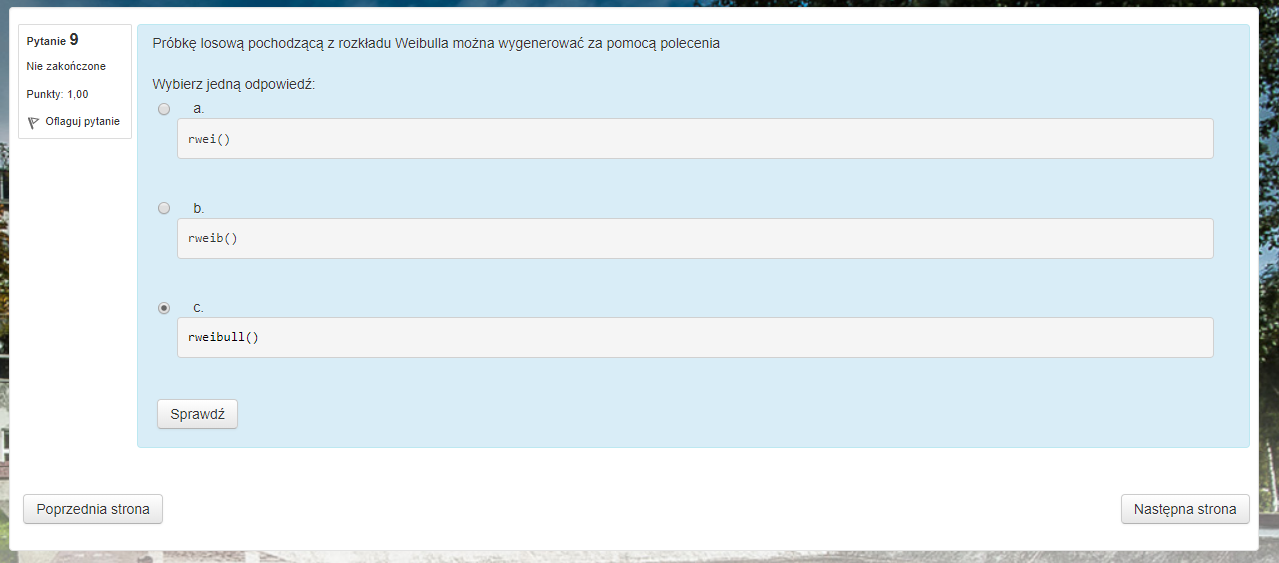 Pytanie 9
Nie zakończone
Punkty: 1,00
Oflaguj pytanie
Próbkę losową pochodzącą z rozkładu Weibulla można wygenerować za pomocą polecenia
Wybierz jedną odpowiedź:
a.
rwei()
b.
rweib()
c.
rweibull()
Sprawdź
Poprzednia strona
Następna strona